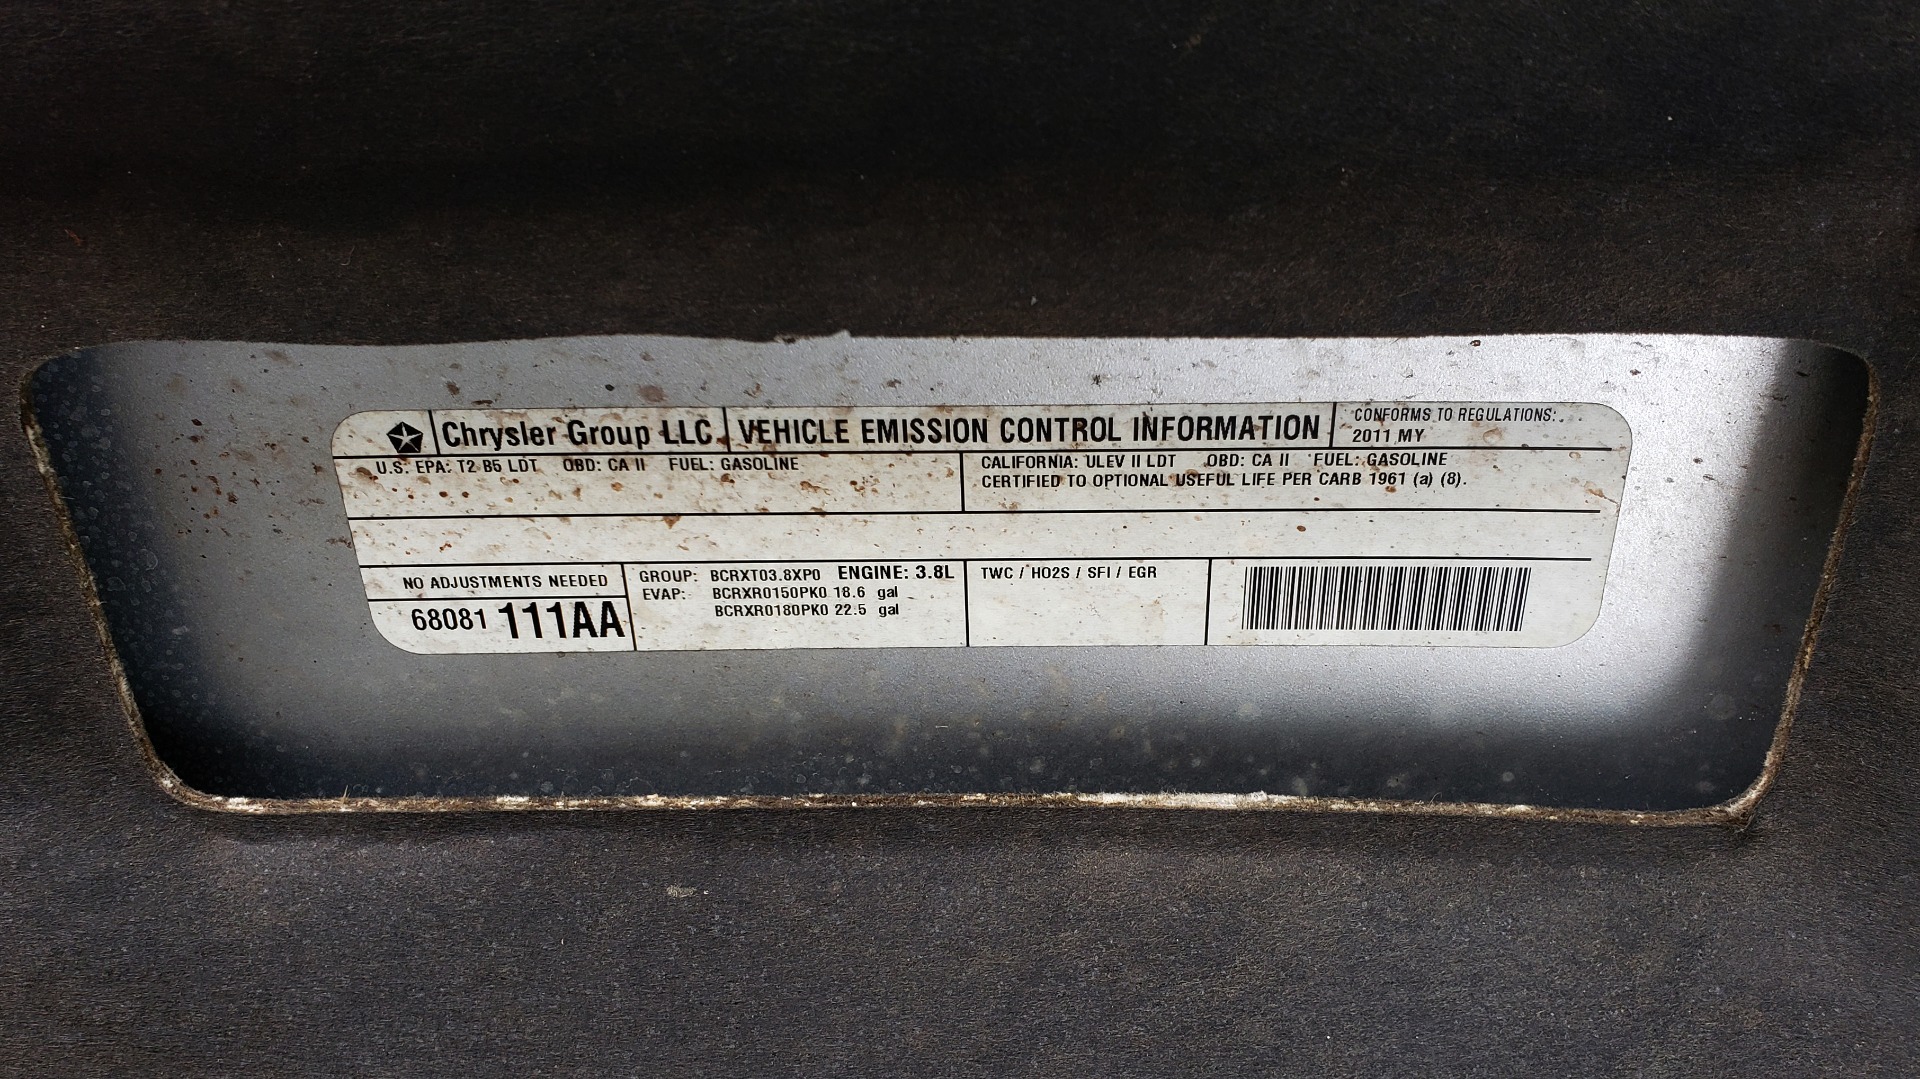 Chrysler Group LLC VEHICLE EMISSION CONTROL INFORMATION CONFORMS TO REGULATIONS:
2011 MY
U.S. EPA: T2 B5 LDT OBD: CA II FUEL: GASOLINE
CALIFORNIA: ULEV II LDT OBD: CA II FUEL: GASOLINE
CERTIFIED TO OPTIONAL USEFUL LIFE PER CARB 1961 (a) (8).
NO ADJUSTMENTS NEEDED
68081 111AA
GROUP: BCRXT03.8XP0 ENGINE: 3.8L
EVAP: BCRXR0150PK0 18.6 gal
BCRXR0180PK0 22.5 gal
TWC / HO2S / SFI / EGR